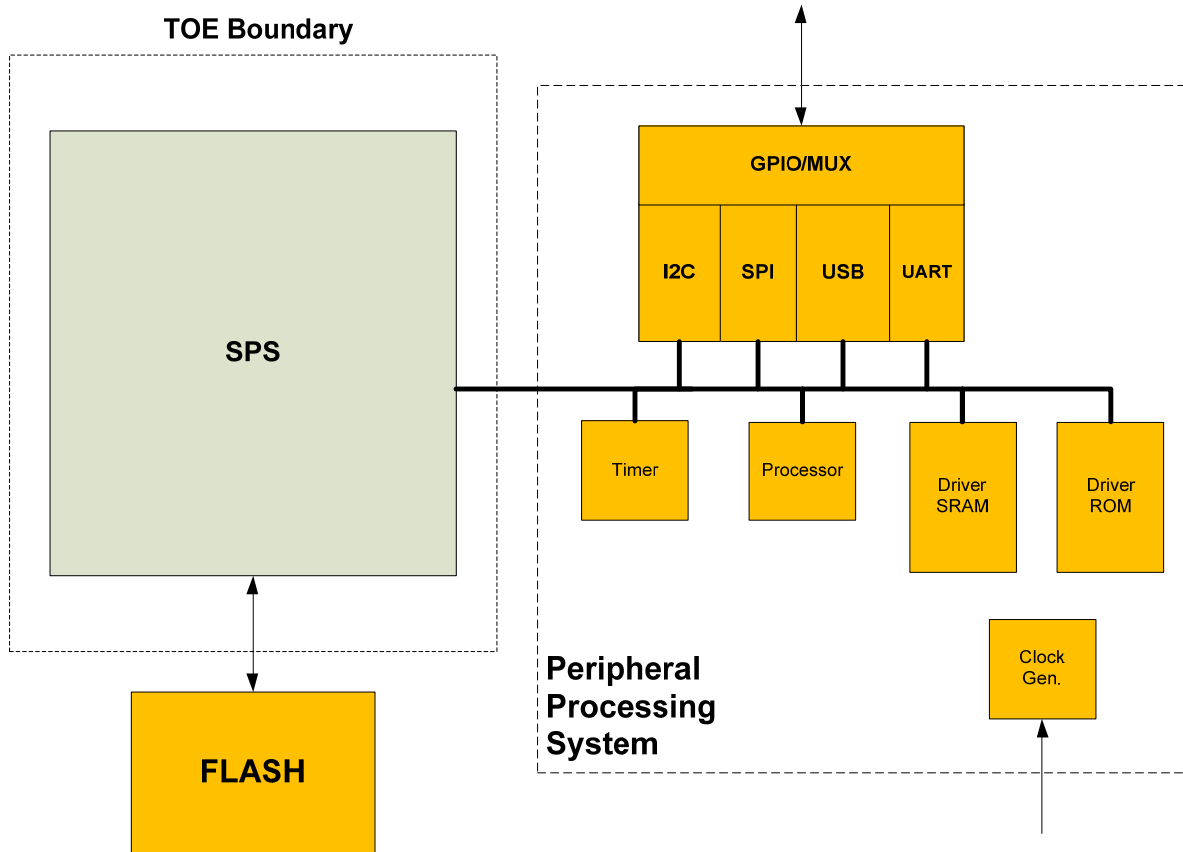 TOE Boundary
SPS
FLASH
GPIO/MUX
I2C SPI USB UART
Timer
Processor
Driver
SRAM
Driver
ROM
Clock
Gen.
Peripheral
Processing
System